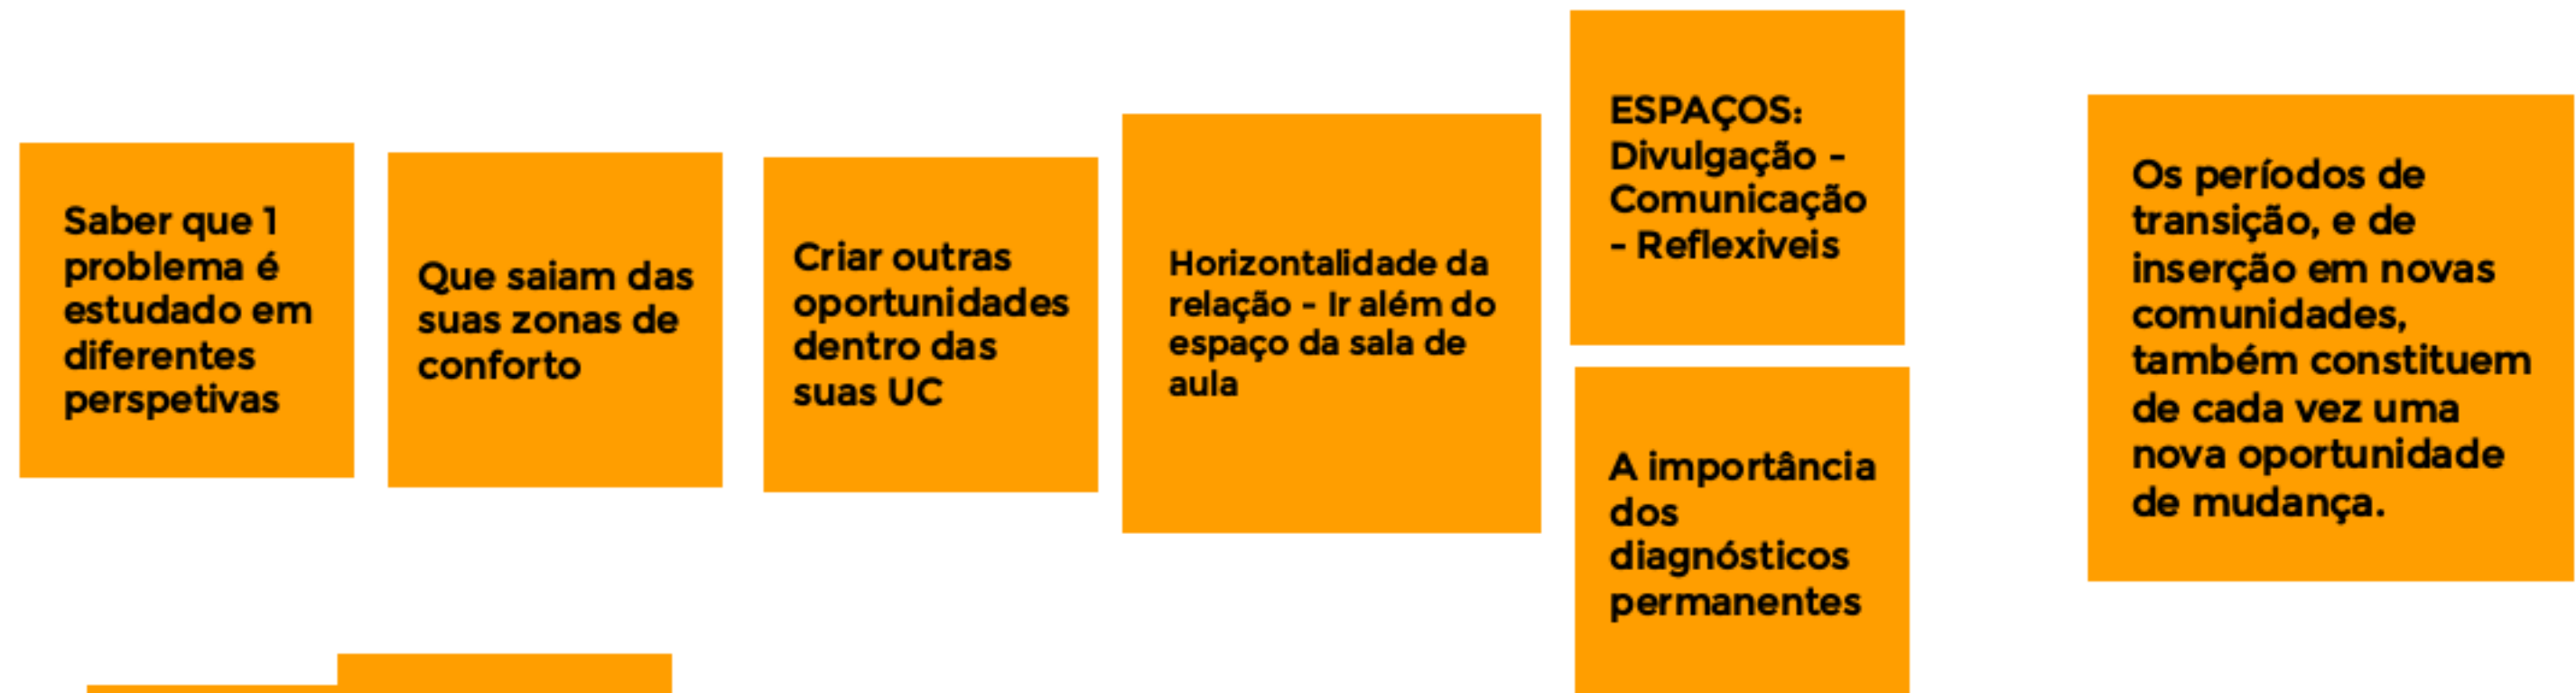 Saber que 1
problema é
estudado em
diferentes
perspetivas
Que saiam das
suas zonas de
conforto
Criar outras
oportunidades
dentro das
suas UC
Horizontalidade da
relação - Ir além do
espaço da sala de
aula
ESPAÇOS:
Divulgação -
Comunicação
- Reflexiveis
A importância
dos
diagnósticos
permanentes
Os períodos de
transição, e de
inserção em novas
comunidades,
também constituem
de cada vez uma
nova oportunidade
de mudança.